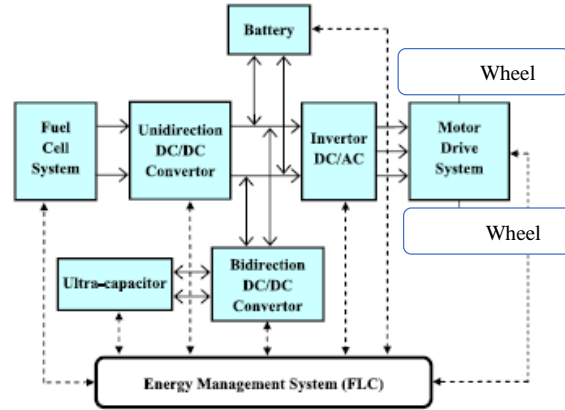 Battery
Wheel
Fuel
Cell
System
Unidirection
DC/DC
Convertor
Invertor
DC/AC
Motor
Drive
System
Wheel
Ultra-capacitor
Bidirection
DC/DC
Convertor
Energy Management System (FLC)